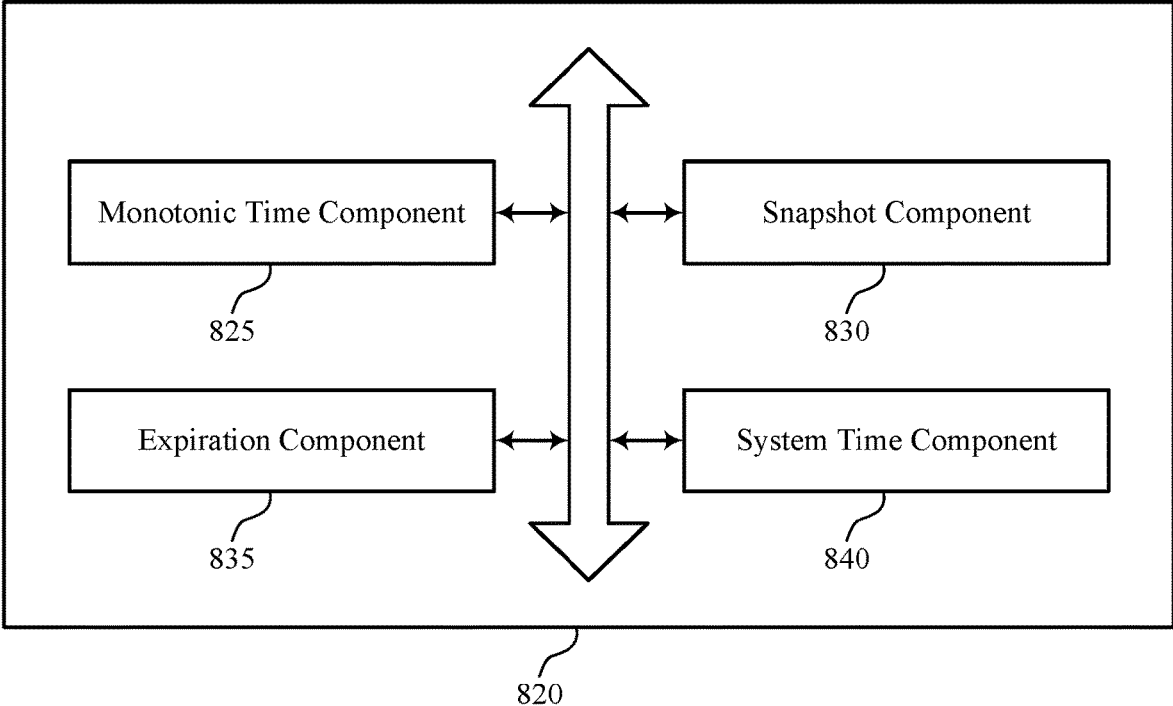 Monotonic Time Component
Snapshot Component
825
830
Expiration Component
System Time Component
835
840
820